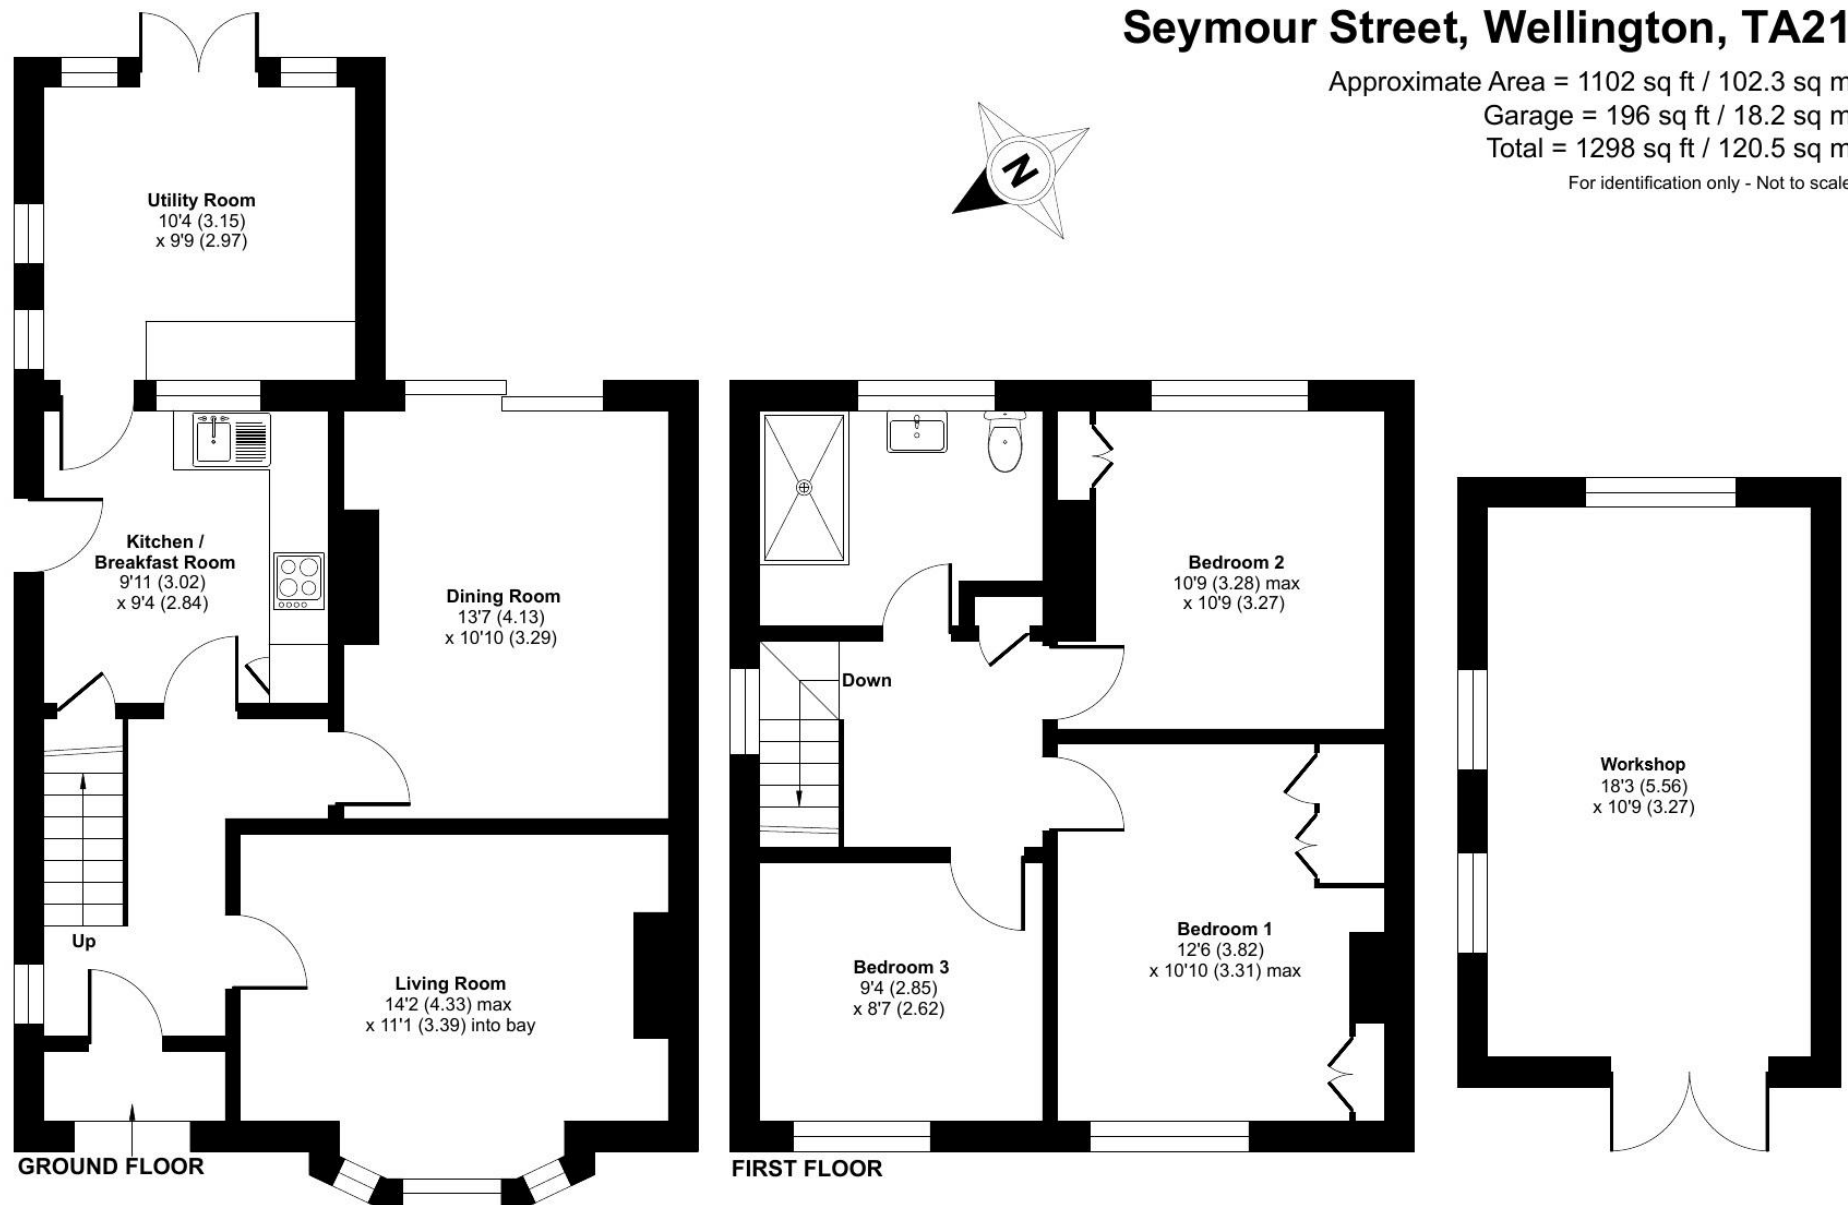 Seymour Street, Wellington, TA21
Approximate Area = 1102 sq ft / 102.3 sq m
Garage = 196 sq ft / 18.2 sq m
Total = 1298 sq ft / 120.5 sq m
For identification only - Not to scale
N
Utility Room
10'4 (3.15)
x 9'9 (2.97)
Kitchen /
Breakfast Room
9'11 (3.02)
x 9'4 (2.84)
Dining Room
13'7 (4.13)
x 10'10 (3.29)
Up
Living Room
14'2 (4.33) max
x 11'1 (3.39) into bay
GROUND FLOOR
Down
Bedroom 2
10'9 (3.28) max
x 10'9 (3.27)
Bedroom 1
12'6 (3.82)
x 10'10 (3.31) max
Bedroom 3
9'4 (2.85)
x 8'7 (2.62)
FIRST FLOOR
Workshop
18'3 (5.56)
x 10'9 (3.27)